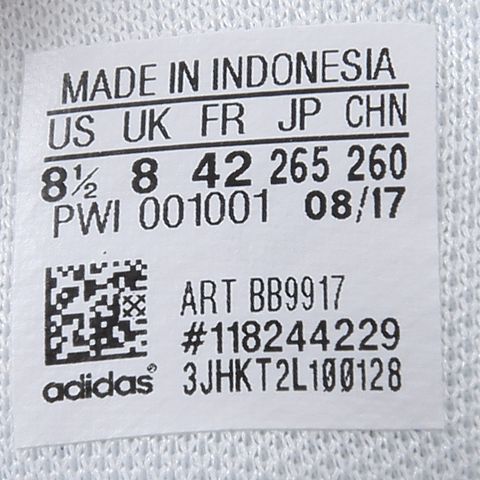 MADE IN INDONESIA
US UK FR JP CHN
8½ 8 42 265 260
PWI 001001 08/17
ART BB9917
#118244229
adidas®
3JHKT2L100128